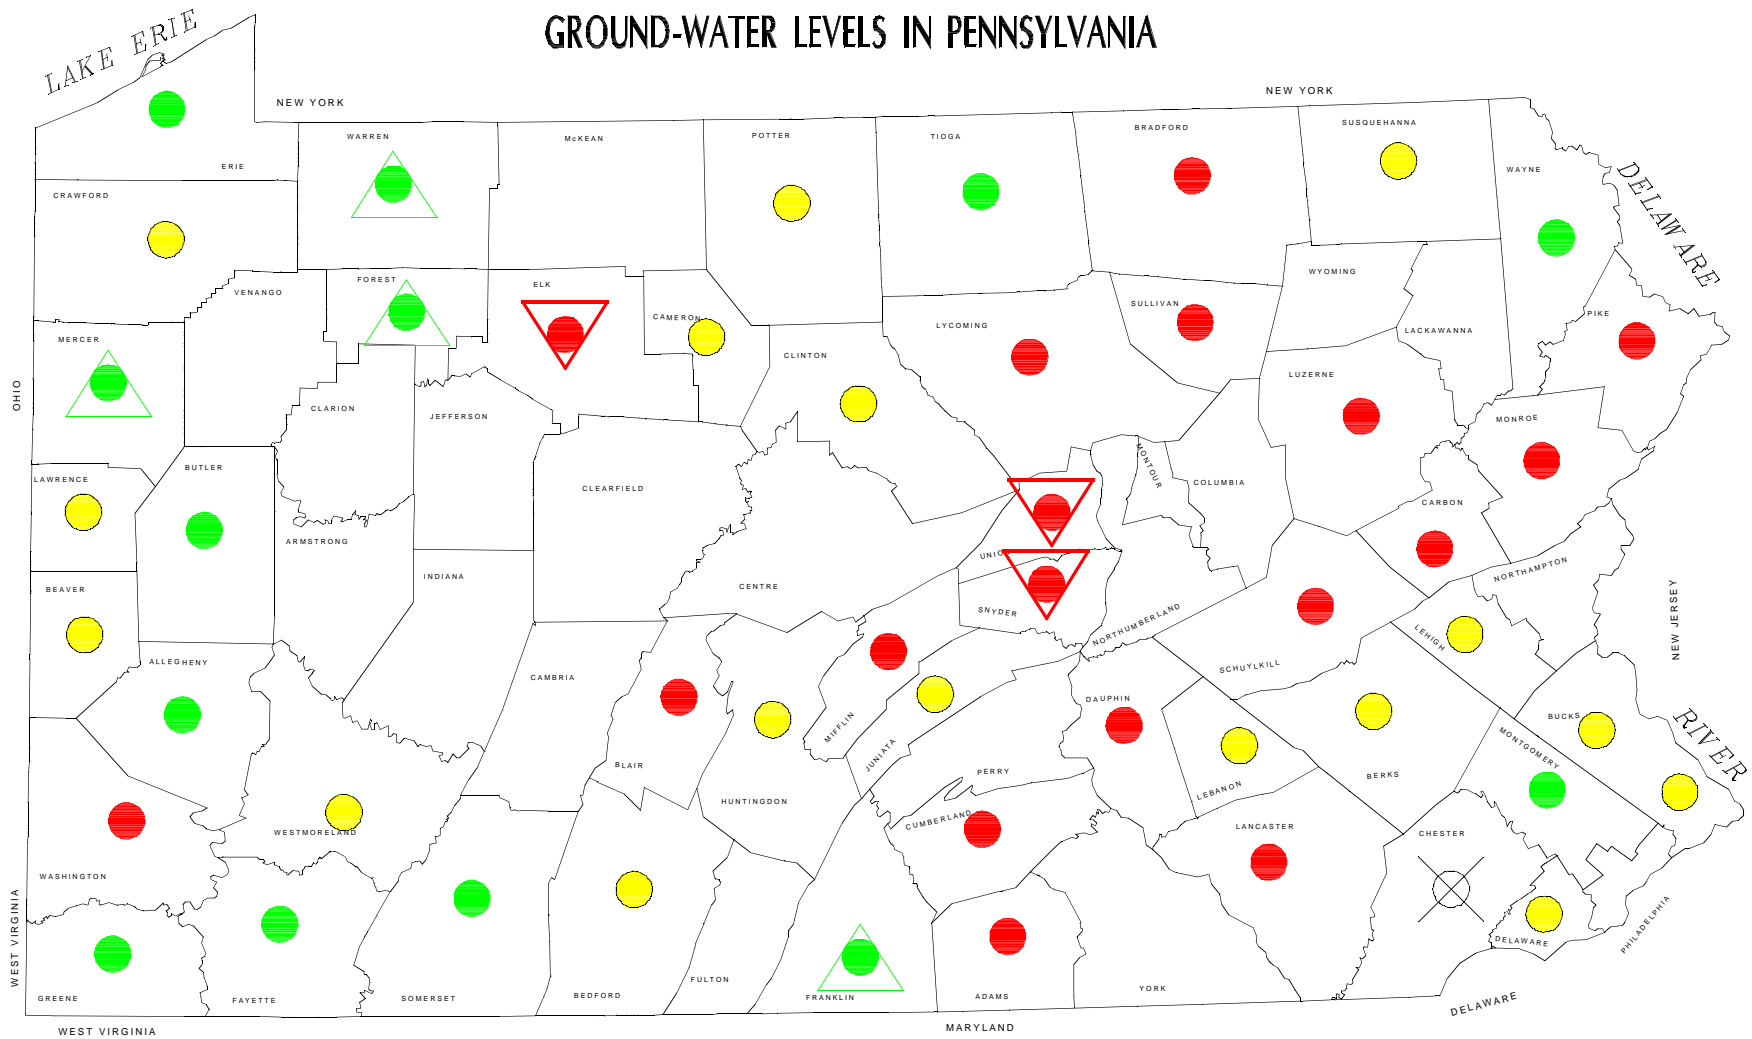 GROUND-WATER LEVELS IN PENNSYLVANIA
LAKE ERIE
NEW YORK
NEW YORK
WARREN
McKEAN
POTTER
TIOGA
BRADFORD
SUSQUEHANNA
ERIE
WAYNE
CRAWFORD
DELAWARE
FOREST
ELK
VENANGO
WYOMING
SULLIVAN
CAMERON
LYCOMING
PIKE
LACKAWANNA
MERCER
CLINTON
LUZERNE
OHIO
CLARION
JEFFERSON
MONROE
BUTLER
LAWRENCE
CLEARFIELD
MONTOUR
COLUMBIA
CARBON
ARMSTRONG
UNIO
INDIANA
CENTRE
NORTHAMPTON
BEAVER
SNYDER
NORTHUMBERLAND
NEW JERSEY
LEHIGH
ALLEGHENY
CAMBRIA
SCHUYLKILL
DAUPHIN
MIFFLIN
BUCKS
RIVER
JUNIATA
MONTGOMERY
BLAIR
PERRY
BERKS
LEBANON
HUNTINGDON
CUMBERLAND
WESTMORELAND
LANCASTER
CHESTER
WASHINGTON
WEST VIRGINIA
DELAWARE
PHILADELPHIA
FULTON
YORK
GREENE
FAYETTE
SOMERSET
BEDFORD
FRANKLIN
ADAMS
DELAWARE
WEST VIRGINIA
MARYLAND